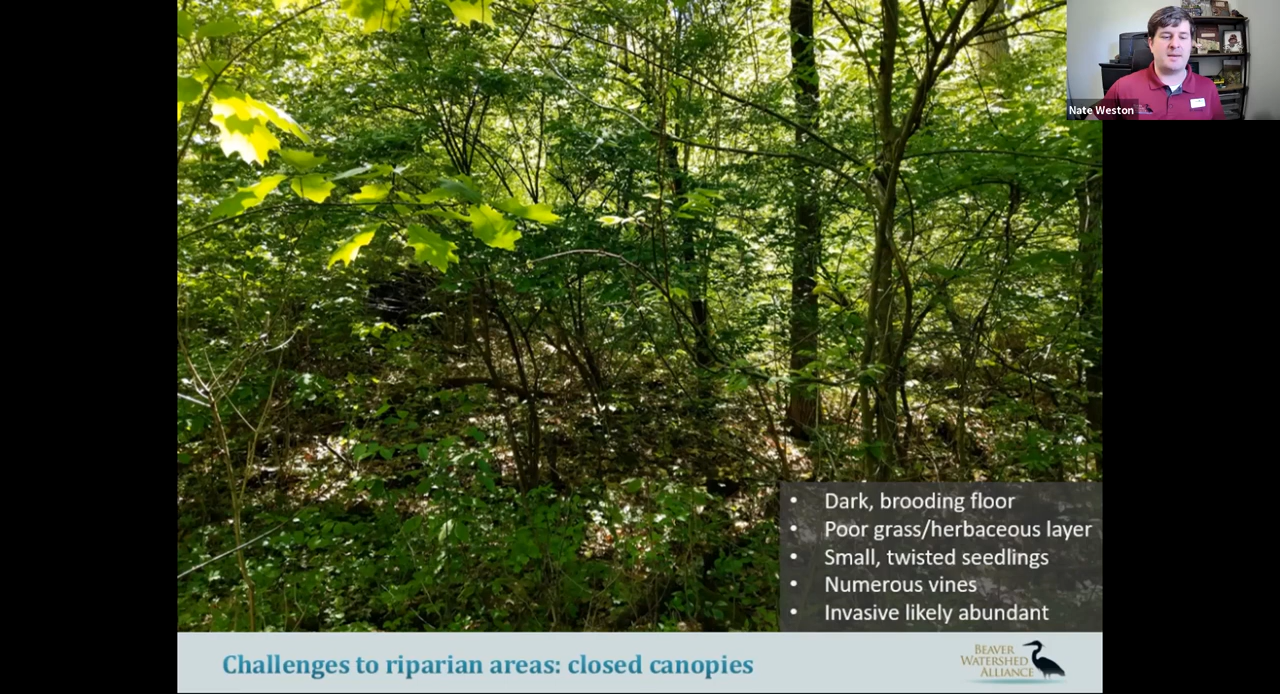 Nate Weston
• Dark, brooding floor
• Poor grass/herbaceous layer
• Small, twisted seedlings
• Numerous vines
• Invasive likely abundant
Challenges to riparian areas: closed canopies
BEAVER
WATERSHED
ALLIANCE